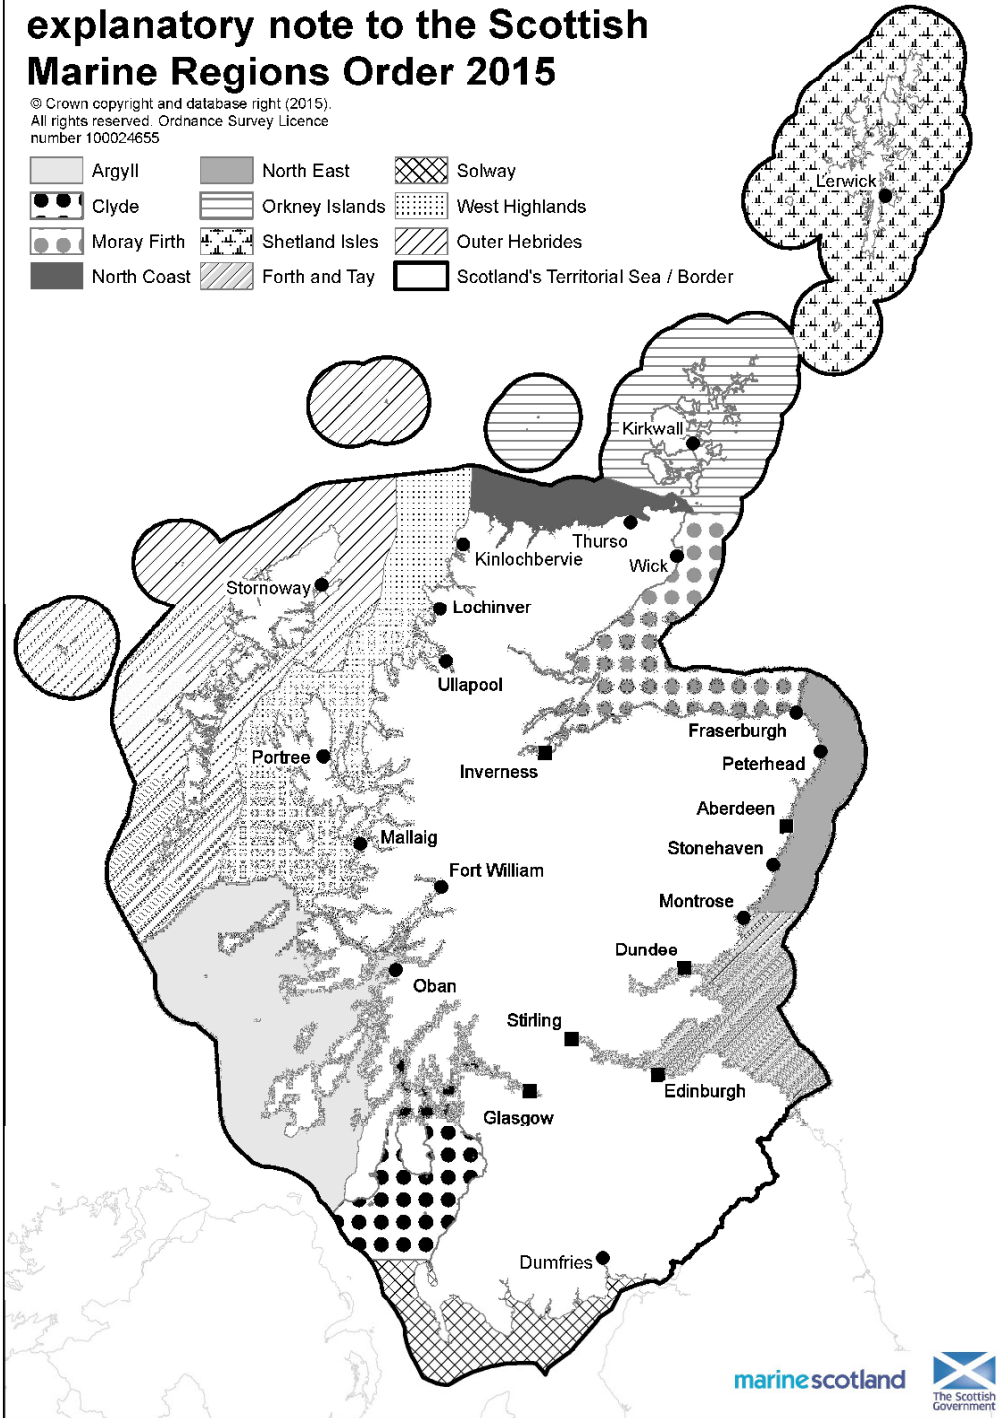 explanatory note to the Scottish
Marine Regions Order 2015
© Crown copyright and database right (2015).
All rights reserved. Ordnance Survey Licence
number 100024655
Argyll
North East
Solway
Clyde
Orkney Islands
West Highlands
Moray Firth
Shetland Isles
Outer Hebrides
North Coast
Forth and Tay
Scotland's Territorial Sea / Border
Lerwick
Kirkwall
Thurso
Kinlochbervie
Wick
Stornoway
Lochinver
Ullapool
Fraserburgh
Portree
Inverness
Peterhead
Aberdeen
Mallaig
Stonehaven
Fort William
Montrose
Dundee
Oban
Stirling
Edinburgh
Glasgow
Dumfries
marinescotland
The Scottish
Government